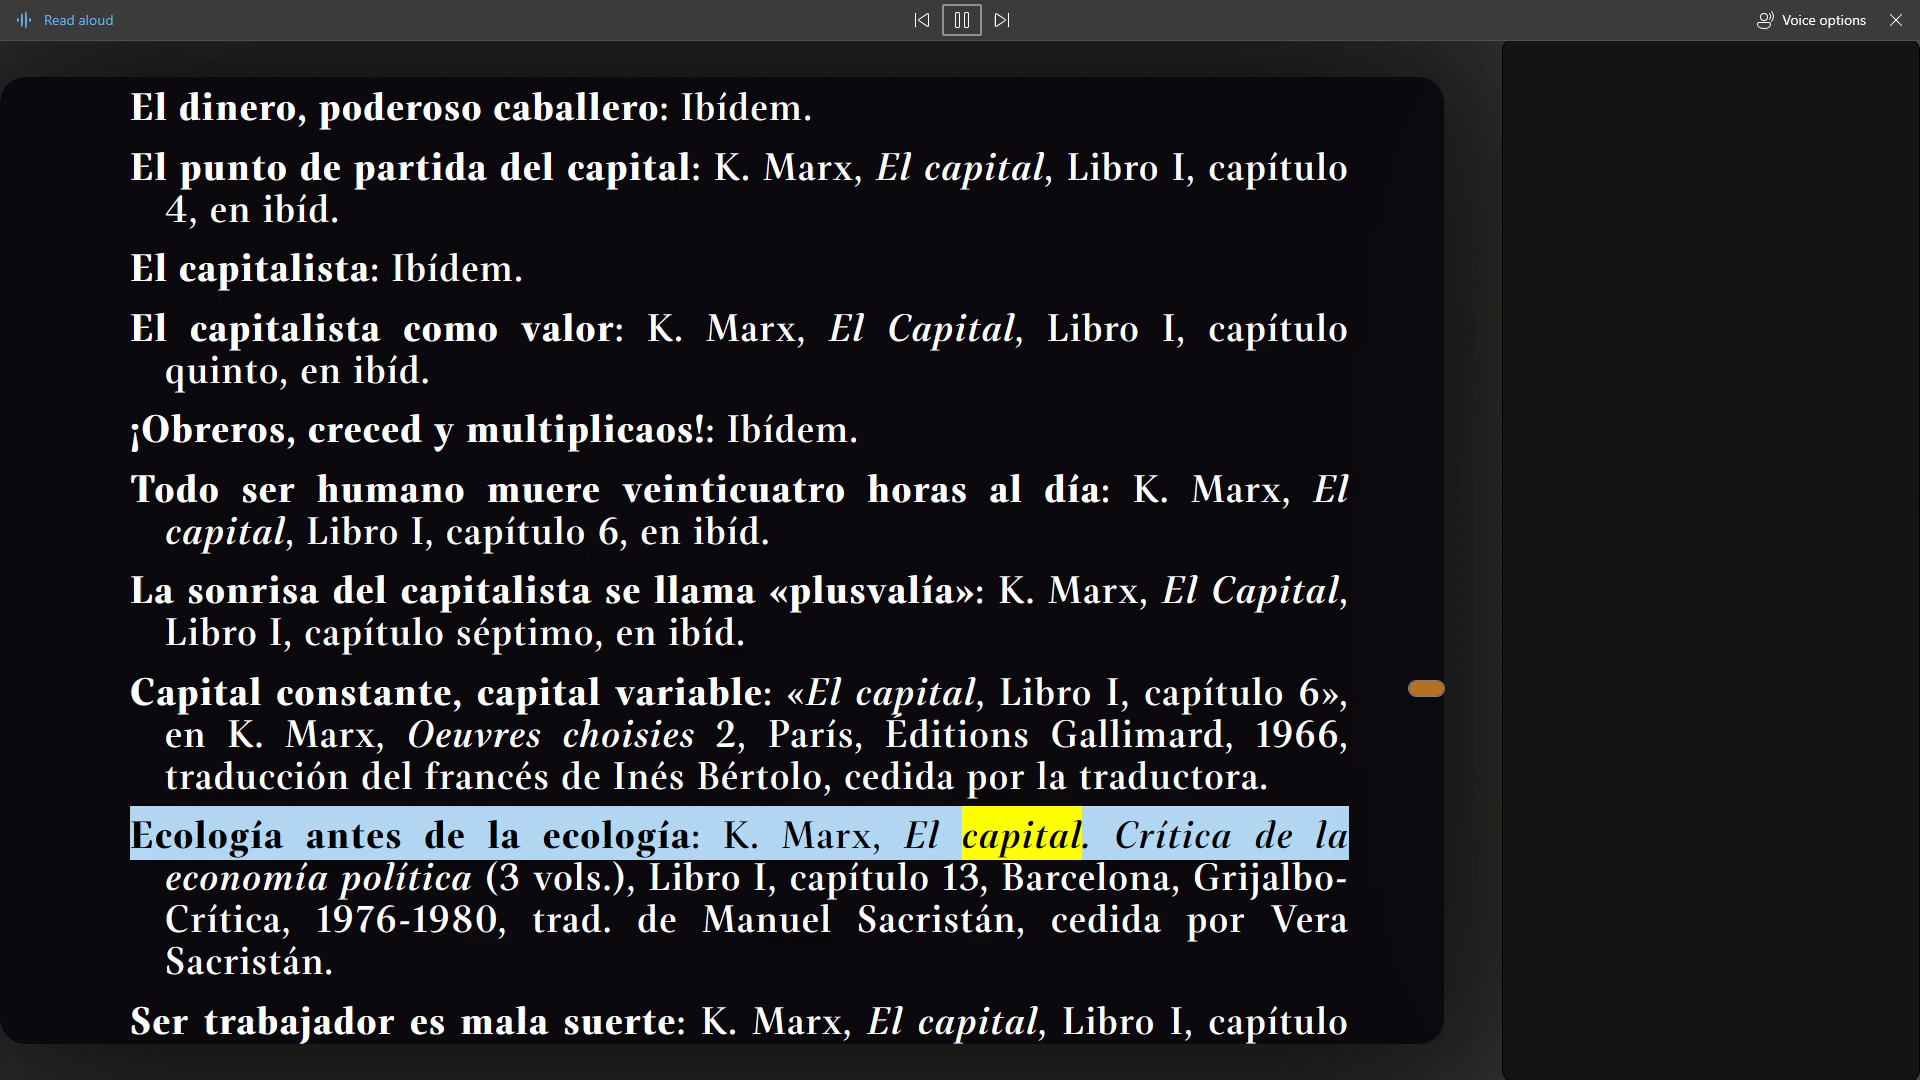 Read aloud
Voice options
El dinero, poderoso caballero: Ibídem.
El punto de partida del capital: K. Marx, El capital, Libro I, capítulo
4, en ibíd.
El capitalista: Ibídem.
El capitalista como valor: K. Marx, El Capital, Libro I, capítulo
quinto, en ibíd.
¡Obreros, creced y multiplicaos!: Ibídem.
Todo ser humano muere veinticuatro horas al día: K. Marx, El
capital, Libro I, capítulo 6, en ibíd.
La sonrisa del capitalista se llama «plusvalía»: K. Marx, El Capital,
Libro I, capítulo séptimo, en ibíd.
Capital constante, capital variable: «El capital, Libro I, capítulo 6»,
en K. Marx, Oeuvres choisies 2, París, Éditions Gallimard, 1966,
traducción del francés de Inés Bértolo, cedida por la traductora.
Ecología antes de la ecología: K. Marx, El capital. Crítica de la
economía política (3 vols.), Libro I, capítulo 13, Barcelona, Grijalbo-
Crítica, 1976-1980, trad. de Manuel Sacristán, cedida por Vera
Sacristán.
Ser trabajador es mala suerte: K. Marx, El capital, Libro I, capítulo